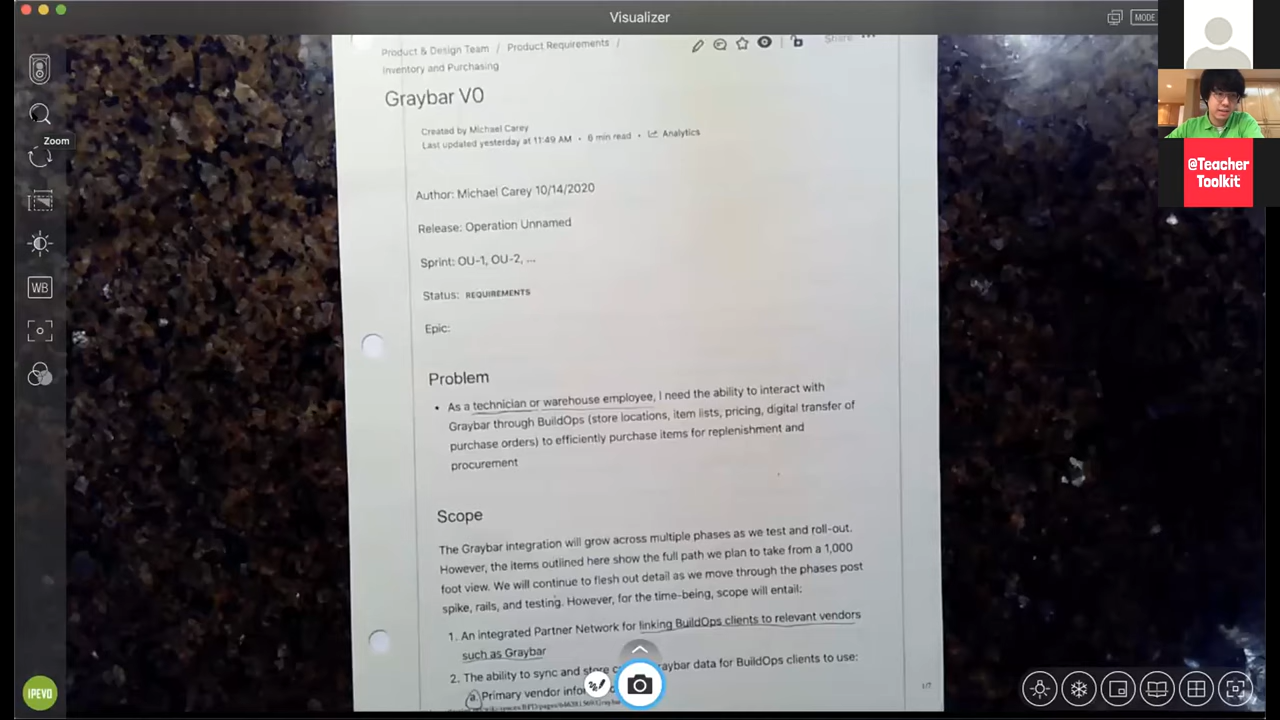 Visualizer
MODE
Zoom
WB
IPEVO
@Teacher
Toolkit
Product & Design Team / Product Requirements /
Share ...
Inventory and Purchasing
Graybar V0
Created by Michael Carey
Last updated yesterday at 11:49 AM • 6 min read • Analytics
Author: Michael Carey 10/14/2020
Release: Operation Unnamed
Sprint: OU-1, OU-2, ...
Status: REQUIREMENTS
Epic:
Problem
• As a technician or warehouse employee, I need the ability to interact with
Graybar through BuildOps (store locations, item lists, pricing, digital transfer of
purchase orders) to efficiently purchase items for replenishment and
procurement
Scope
The Graybar integration will grow across multiple phases as we test and roll-out.
However, the items outlined here show the full path we plan to take from a 1,000
foot view. We will continue to flesh out detail as we move through the phases post
spike, rails, and testing. However, for the time-being, scope will entail:
1. An integrated Partner Network for linking BuildOps clients to relevant vendors
such as Graybar
2. The ability to sync and store raybar data for BuildOps clients to use:
a. Primary vendor
1/7